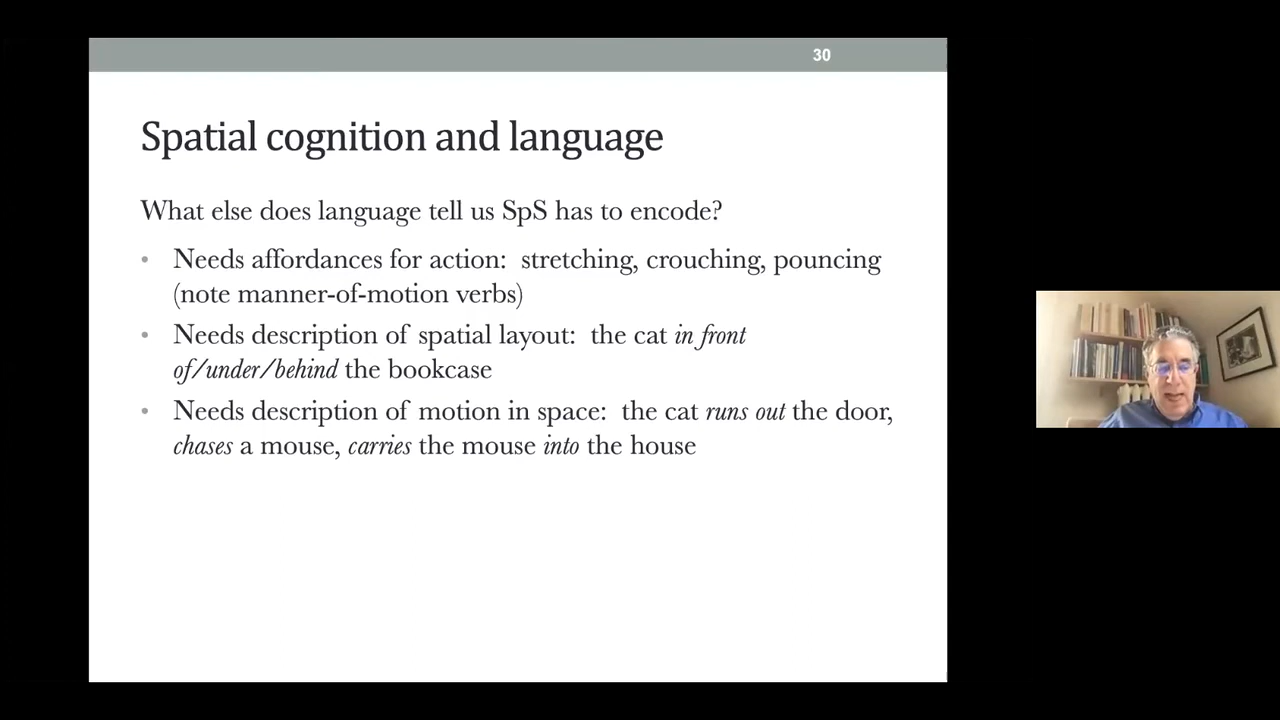 30
Spatial cognition and language
What else does language tell us SpS has to encode?
• Needs affordances for action: stretching, crouching, pouncing
(note manner-of-motion verbs)
• Needs description of spatial layout: the cat in front
of/under/behind the bookcase
• Needs description of motion in space: the cat runs out the door,
chases a mouse, carries the mouse into the house